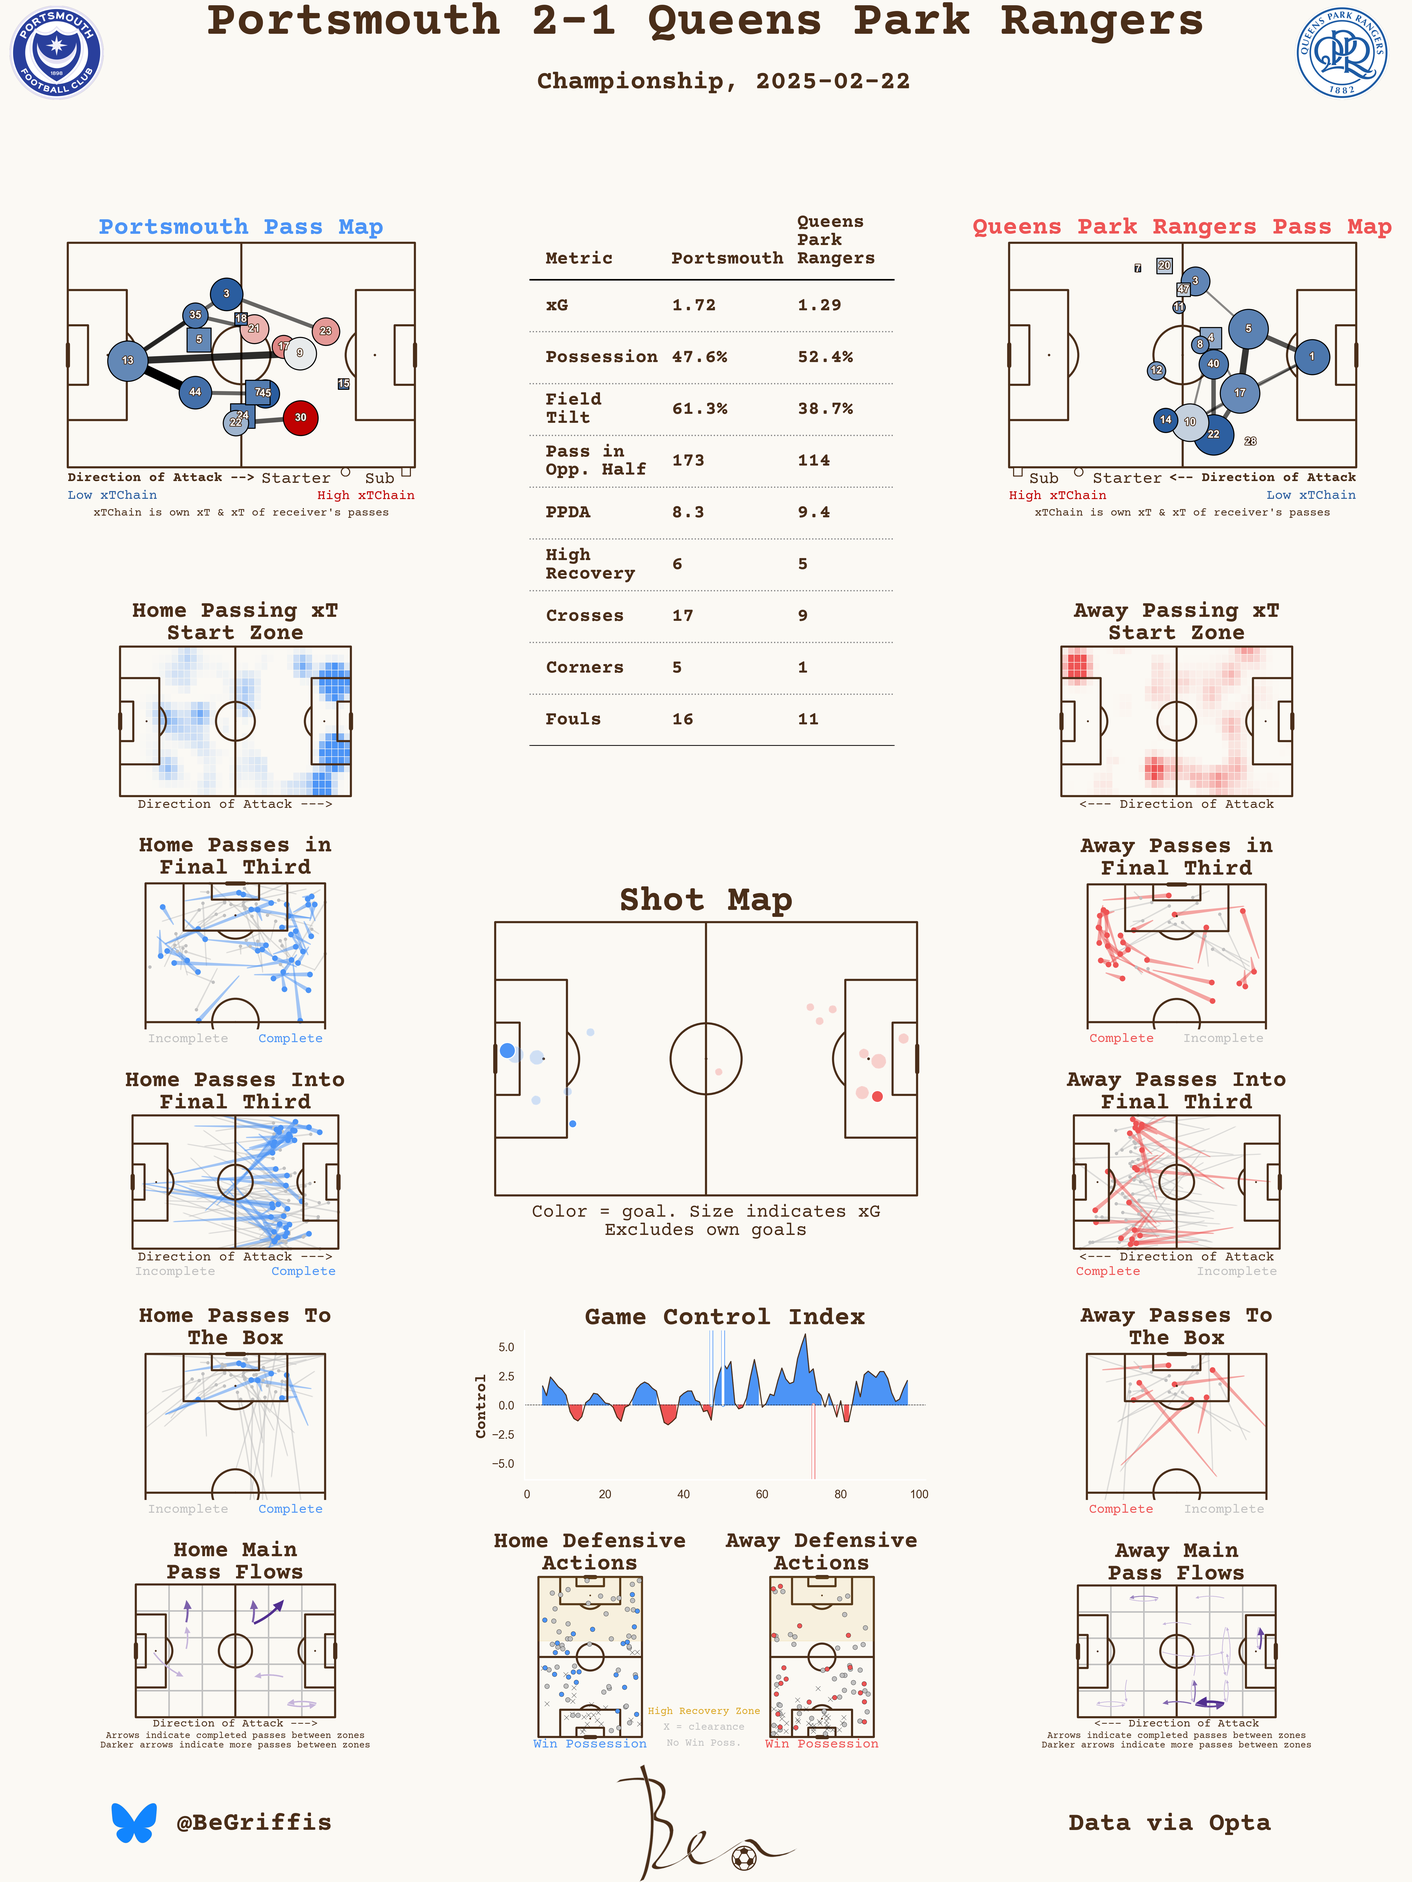 Portsmouth 2-1 Queens Park Rangers
Championship, 2025-02-22
PORTSMOUTH
1898
FOOTBALL CLUB
QUEENS PARK RANGERS
1882
Portsmouth Pass Map
3
35
18
21
23
5
17
9
13
15
44
7
45
24
22
30
Direction of Attack --> Starter Sub
Low xTChain High xTChain
xTChain is own xT & xT of receiver's passes
Metric Portsmouth Queens Park Rangers
xG 1.72 1.29
Possession 47.6% 52.4%
Field Tilt 61.3% 38.7%
Pass in Opp. Half 173 114
PPDA 8.3 9.4
High Recovery 6 5
Crosses 17 9
Corners 5 1
Fouls 16 11
Queens Park Rangers Pass Map
7
20
3
47
11
5
4
8
1
40
12
17
14
10
22
28
Sub Starter <-- Direction of Attack
High xTChain Low xTChain
xTChain is own xT & xT of receiver's passes
Home Passing xT
Start Zone
Direction of Attack --->
Away Passing xT
Start Zone
<--- Direction of Attack
Home Passes in
Final Third
Incomplete Complete
Away Passes in
Final Third
Complete Incomplete
Shot Map
Color = goal. Size indicates xG
Excludes own goals
Home Passes Into
Final Third
Direction of Attack --->
Incomplete Complete
Away Passes Into
Final Third
<--- Direction of Attack
Complete Incomplete
Home Passes To
The Box
Incomplete Complete
Game Control Index
Control
5.0
2.5
0.0
−2.5
−5.0
0 20 40 60 80 100
Away Passes To
The Box
Complete Incomplete
Home Main
Pass Flows
Direction of Attack --->
Arrows indicate completed passes between zones
Darker arrows indicate more passes between zones
Home Defensive
Actions
Win Possession
High Recovery Zone
X = clearance
No Win Poss.
Away Defensive
Actions
Win Possession
Away Main
Pass Flows
<--- Direction of Attack
Arrows indicate completed passes between zones
Darker arrows indicate more passes between zones
@BeGriffis
Ben
Data via Opta